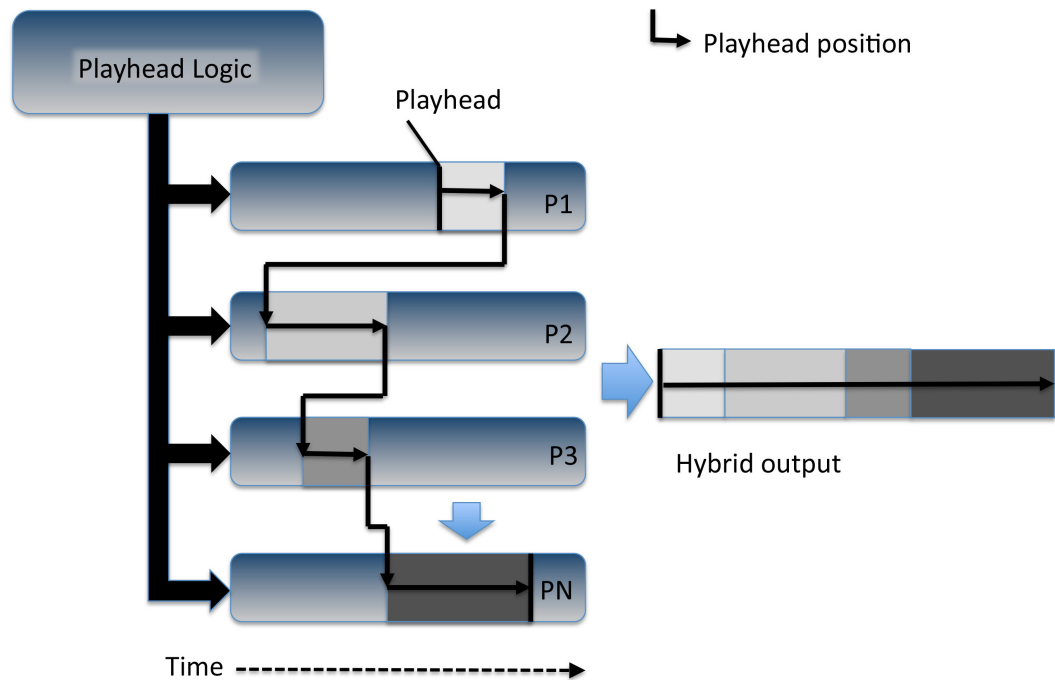 Playhead position
Playhead Logic
Playhead
P1
P2
P3
Hybrid output
PN
Time